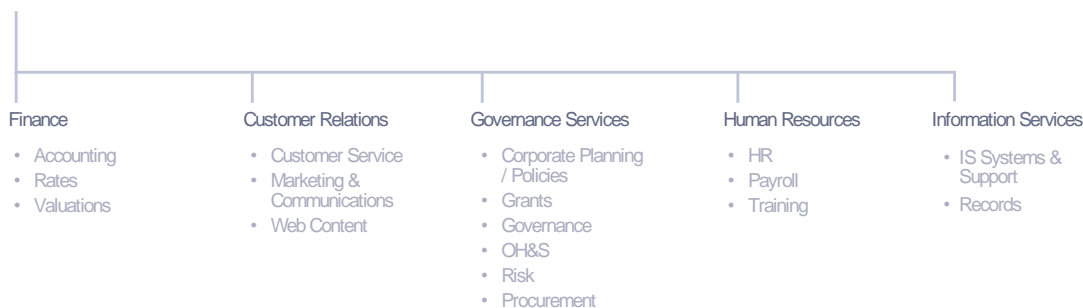 Finance
• Accounting
• Rates
• Valuations
Customer Relations
• Customer Service
• Marketing &
Communications
• Web Content
Governance Services
• Corporate Planning
/ Policies
• Grants
• Governance
• OH&S
• Risk
• Procurement
Human Resources
• HR
• Payroll
• Training
Information Services
• IS Systems &
Support
• Records